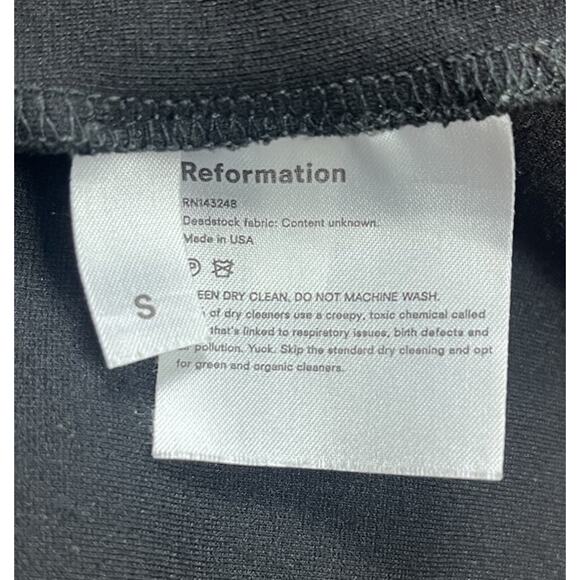 Reformation
RN143248
Deadstock fabric: Content unknown.
Made in USA
P
S
EEN DRY CLEAN, DO NOT MACHINE WASH.
of dry cleaners use a creepy, toxic chemical called
that's linked to respiratory issues, birth defects and
pollution. Yuck. Skip the standard dry cleaning and opt
for green and organic cleaners.